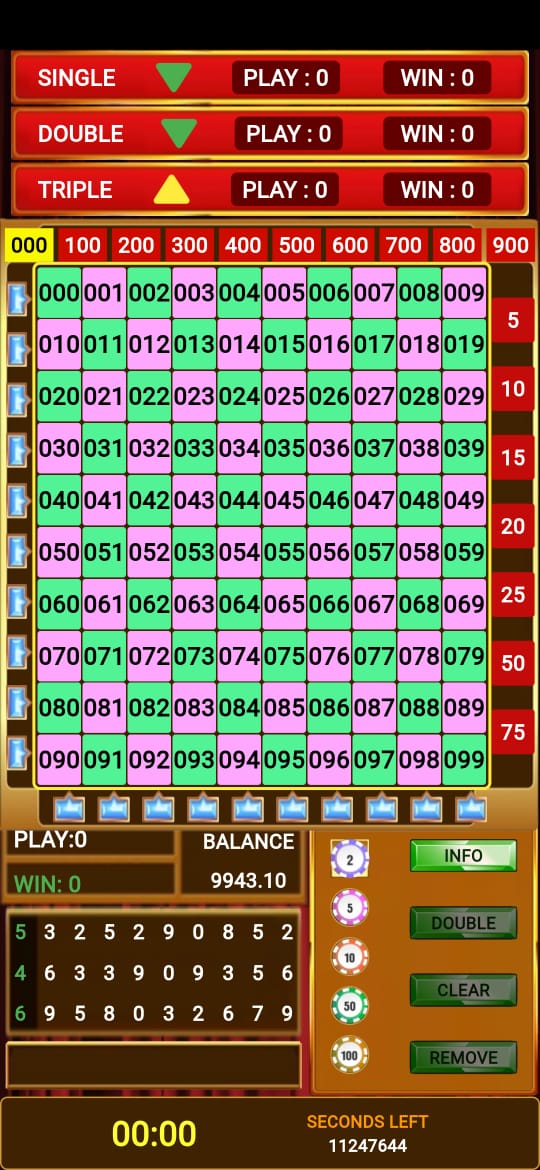 SINGLE PLAY : 0 WIN : 0
DOUBLE PLAY : 0 WIN : 0
TRIPLE PLAY : 0 WIN : 0
000 100 200 300 400 500 600 700 800 900
000 001 002 003 004 005 006 007 008 009
5
010 011 012 013 014 015 016 017 018 019
10
020 021 022 023 024 025 026 027 028 029
030 031 032 033 034 035 036 037 038 039
15
040 041 042 043 044 045 046 047 048 049
20
050 051 052 053 054 055 056 057 058 059
060 061 062 063 064 065 066 067 068 069
25
070 071 072 073 074 075 076 077 078 079
50
080 081 082 083 084 085 086 087 088 089
75
090 091 092 093 094 095 096 097 098 099
PLAY:0
BALANCE
WIN: 0
9943.10
5 3 2 5 2 9 0 8 5 2
4 6 3 3 9 0 9 3 5 6
6 9 5 8 0 3 2 6 7 9
2
5
10
50
100
INFO
DOUBLE
CLEAR
REMOVE
00:00
SECONDS LEFT
11247644